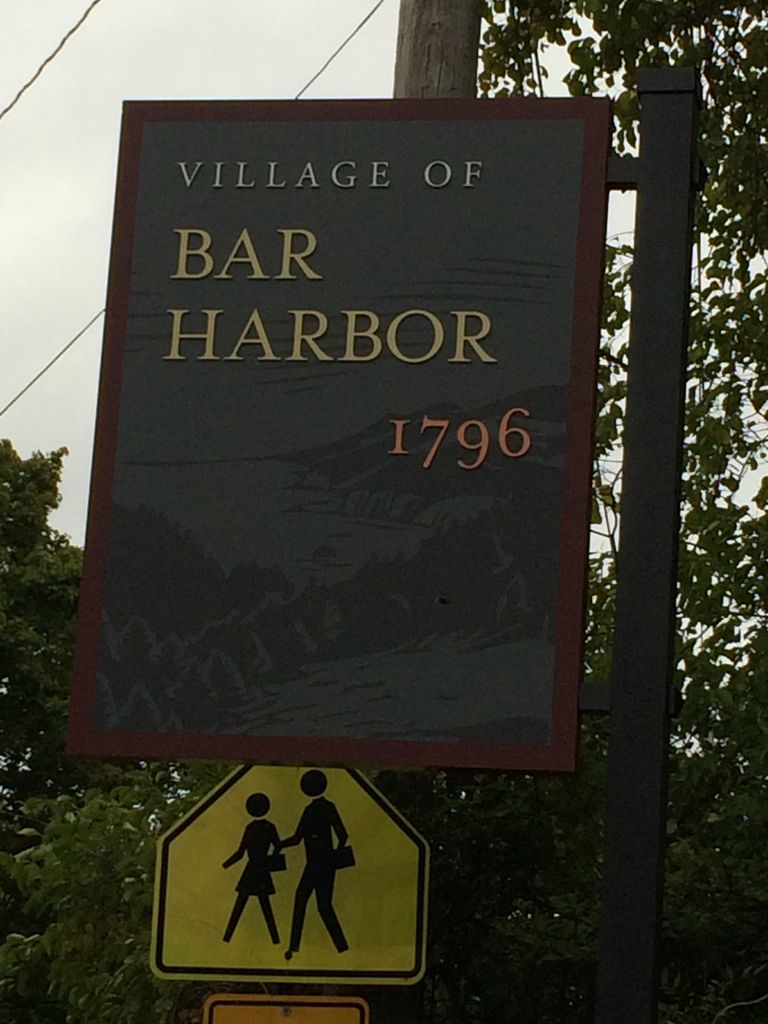 VILLAGE OF
BAR
HARBOR
1796